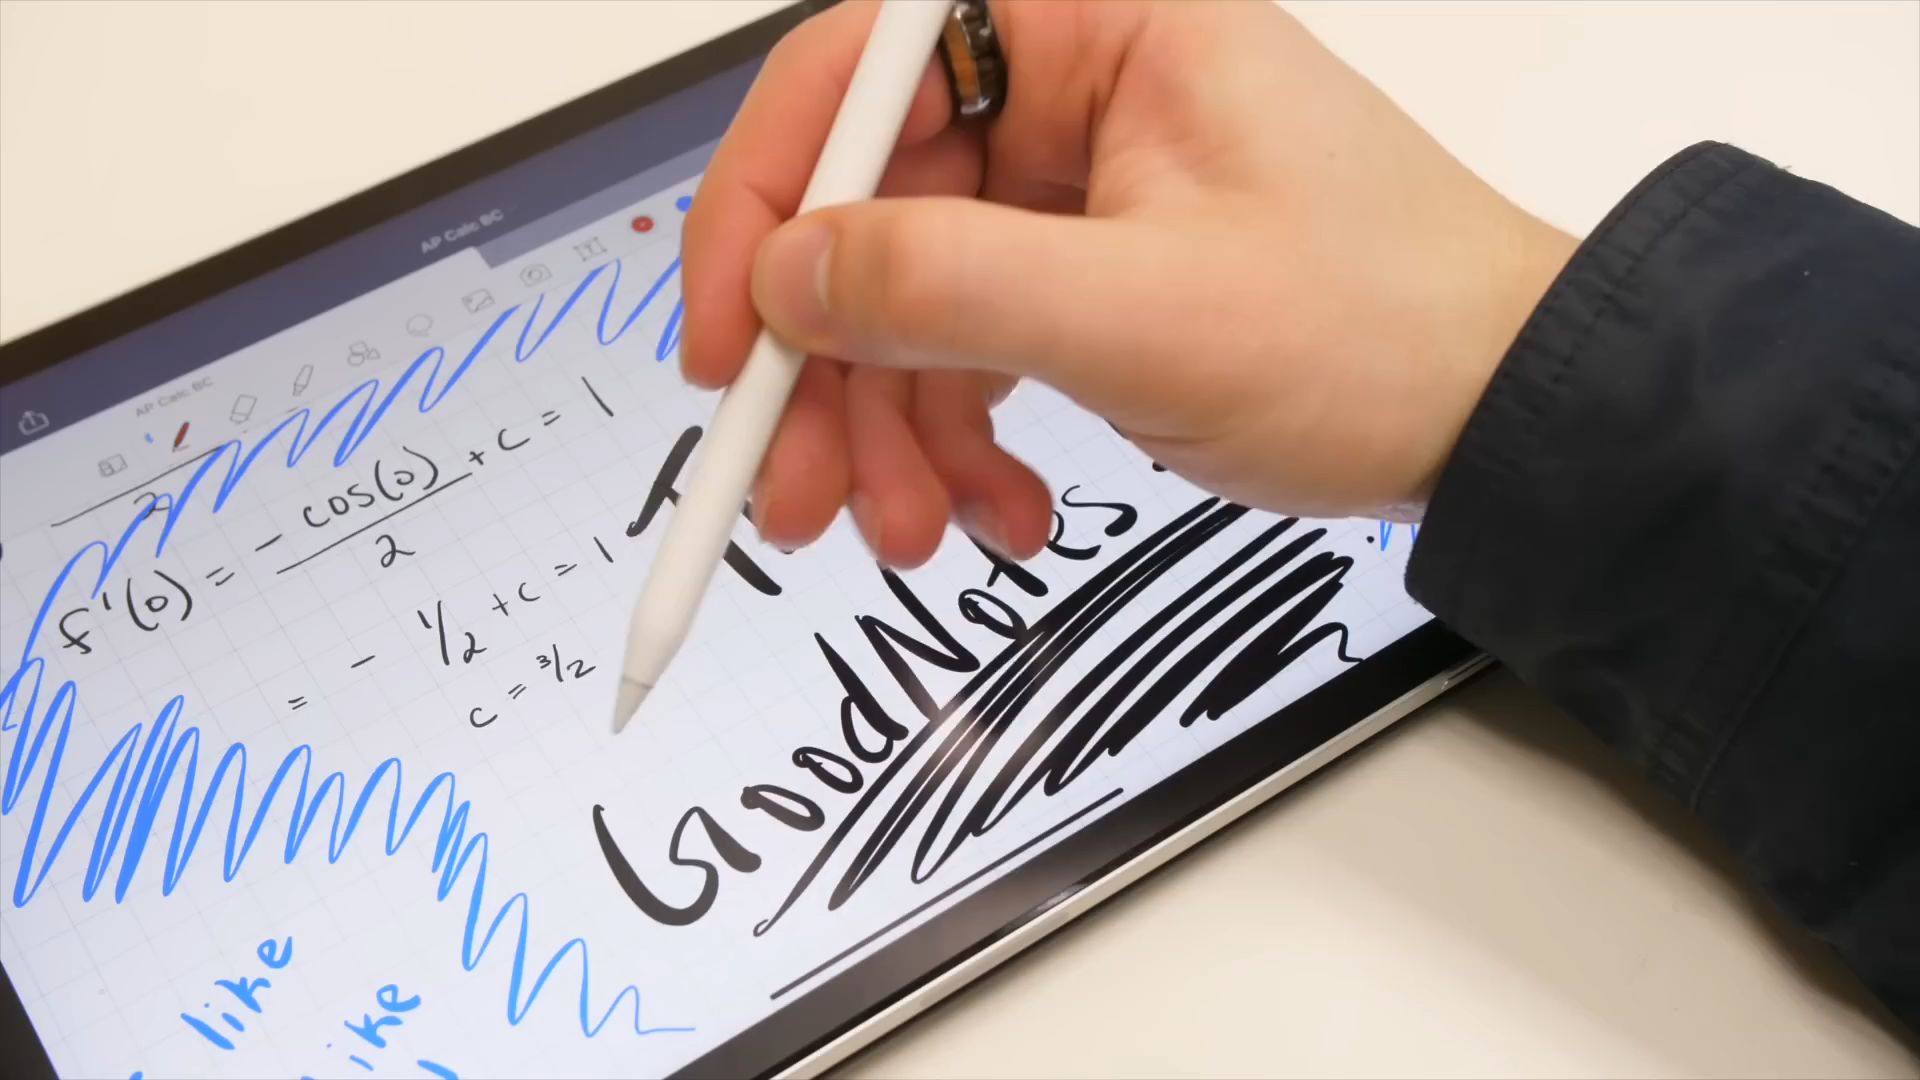 AP Calc BC
AP Calc BC
2
f'(0) = - cos(0) / 2 + c = 1
= - 1/2 + c = 1
c = 3/2
GoodNotes
like
like